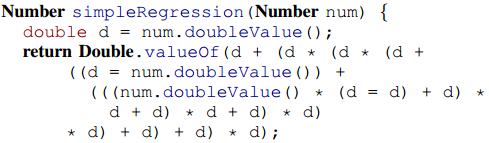 Number simpleRegression(Number num) {
double d = num.doubleValue();
return Double.valueOf(d + (d * (d * (d +
((d = num.doubleValue()) +
(((num.doubleValue() * (d = d) + d) *
d + d) * d + d) * d)
* d) + d) + d) * d);